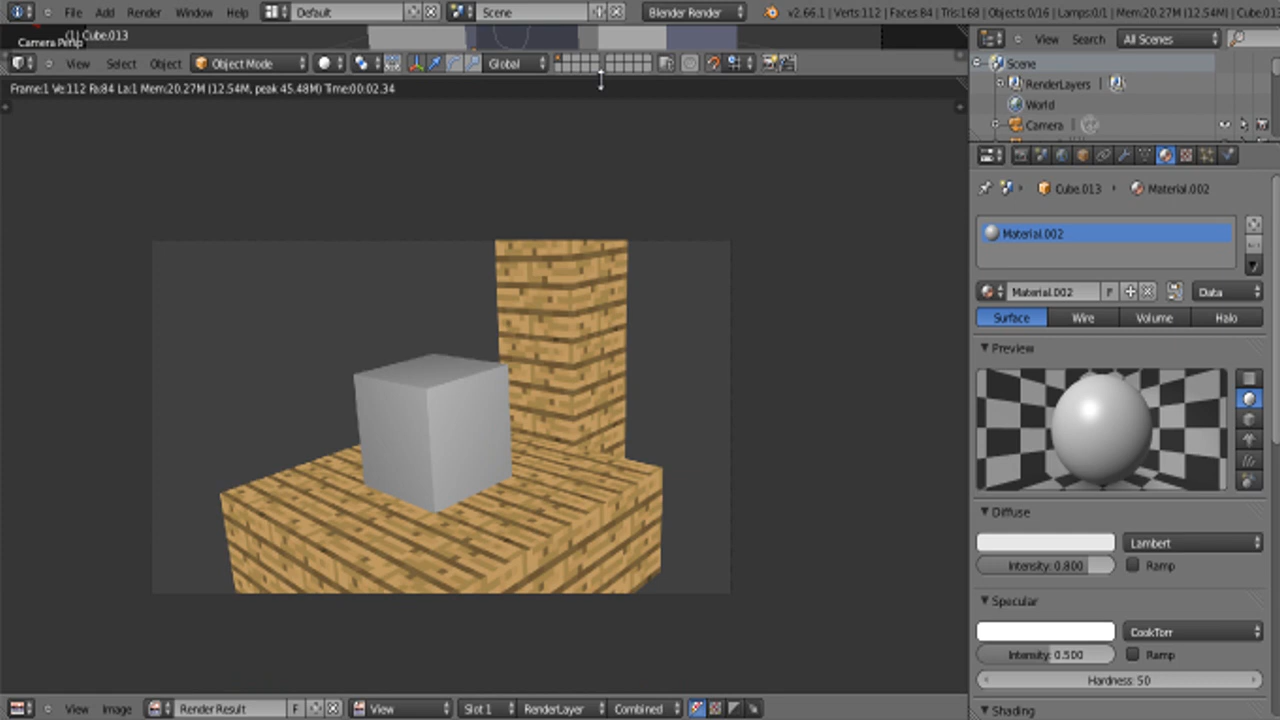 File Add Render Window Help Default Scene Blender Render v2.66.1 | Verts:112 | Faces:84 | Tris:168 | Objects:0/16 | Lamps:0/1 | Mem:20.27M (12.54M) | Cube.013
(1) Cube.013
Camera Persp
View Select Object Object Mode Global
Frame:1 Ve:112 Fa:84 La:1 Mem:20.27M (12.54M, peak 45.48M) Time:00:02.34
View Search All Scenes
Scene
RenderLayers |
World
Camera |
Cube.013 Material.002
Material.002
Material.002 F Data
Surface Wire Volume Halo
Preview
Diffuse
Lambert
Intensity: 0.800 Ramp
Specular
CookTorr
Intensity: 0.500 Ramp
Hardness: 50
Shading
View Image Render Result F View Slot 1 RenderLayer Combined